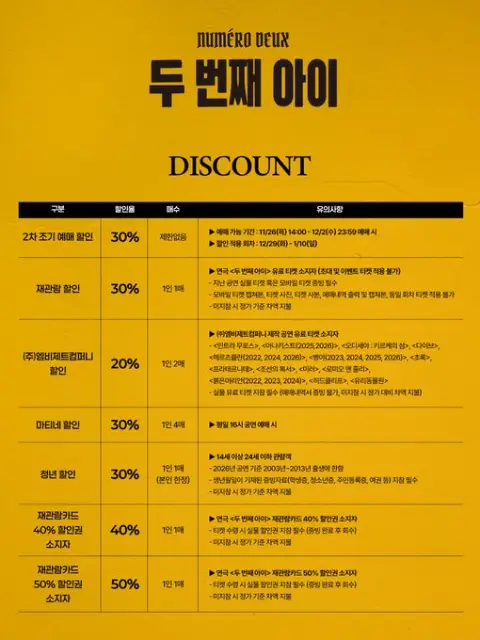 NUMÉRO DEUX
두 번째 아이
DISCOUNT
구분 할인율 매수 유의사항
2차 조기 예매 할인 30% 제한없음
▶ 예매 가능 기간 : 11/26(목) 14:00 - 12/2(수) 23:59 예매 시
▶ 할인 적용 회차 : 12/29(화) - 1/10(일)
재관람 할인 30% 1인 1매
▶ 연극 <두 번째 아이> 유료 티켓 소지자 (초대 및 이벤트 티켓 적용 불가)
- 지난 공연 실물 티켓 혹은 모바일 티켓 증빙 필수
- 모바일 티켓 캡쳐본, 티켓 사진, 티켓 사본, 예매내역 출력 및 캡쳐본, 동일 회차 티켓 적용 불가
- 미지참 시 정가 기준 차액 지불
(주)엠비제트컴퍼니
할인
20% 1인 2매
▶ ㈜엠비제트컴퍼니 제작 공연 유료 티켓 소지자
- <민트라 무로스>, <아나키스트(2025,2026)>, <오디세아 : 키르케의 섬>, <다이브>,
<헤르츠클란(2022, 2024, 2026)>, <뱅야(2023, 2024, 2025, 2026)>, <초록>,
<프라테르니테>, <조선의 복서>, <미러>, <로미오 앤 줄리>,
<붉은머리안(2022, 2023, 2024)>, <히드클리프>, <유리동물원>
- 실물 유료 티켓 지참 필수 (예매내역서 증빙 불가, 미지참 시 정가 대비 차액 지불)
마티네 할인 30% 1인 4매
▶ 평일 16시 공연 예매 시
청년 할인 30% 1인 1매
(본인 한정)
▶ 14세 이상 24세 이하 관람객
- 2026년 공연 기준 2003년~2013년 출생에 한함
- 생년월일이 기재된 증빙자료(학생증, 청소년증, 주민등록증, 여권 등) 지참 필수
- 미지참 시 정가 기준 차액 지불
재관람카드
40% 할인권
소지자
40% 1인 1매
▶ 연극 <두 번째 아이> 재관람카드 40% 할인권 소지자
- 티켓 수령 시 실물 할인권 지참 필수 (증빙 완료 후 회수)
- 미지참 시 정가 기준 차액 지불
재관람카드
50% 할인권
소지자
50% 1인 1매
▶ 연극 <두 번째 아이> 재관람카드 50% 할인권 소지자
- 티켓 수령 시 실물 할인권 지참 필수 (증빙 완료 후 회수)
- 미지참 시 정가 기준 차액 지불